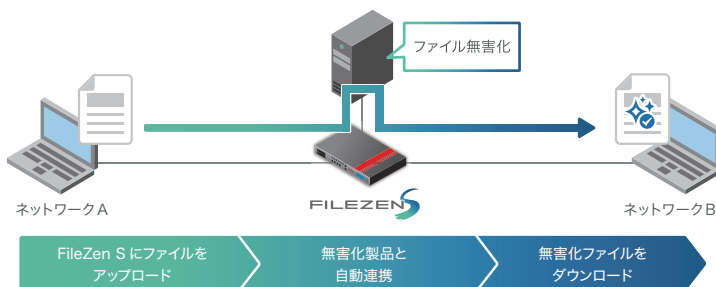 ファイル無害化
ネットワークA
FILEZEN S
ネットワークB
FileZen S にファイルを
アップロード
無害化製品と
自動連携
無害化ファイルを
ダウンロード